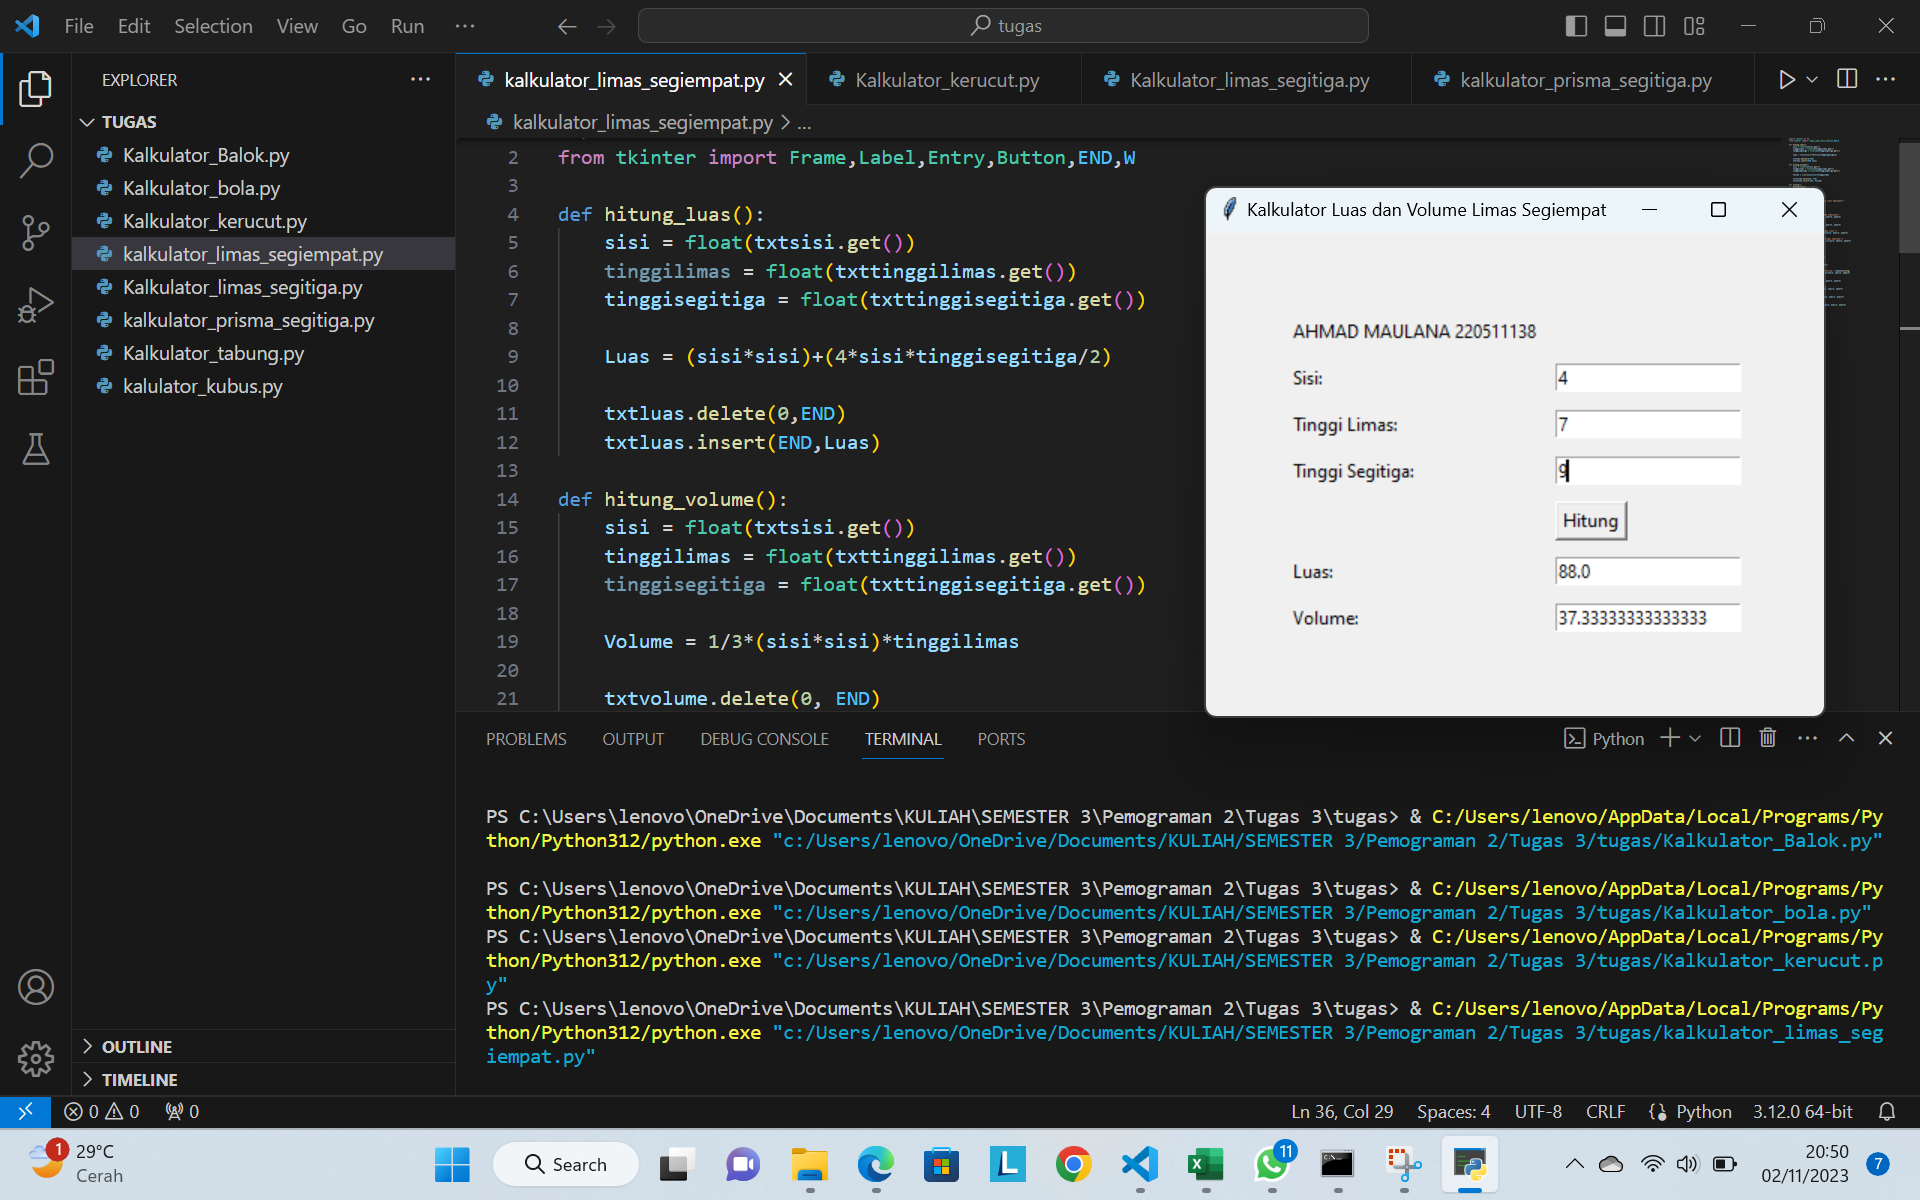 File Edit Selection View Go Run ···
tugas
EXPLORER ···
TUGAS
Kalkulator_Balok.py
Kalkulator_bola.py
Kalkulator_kerucut.py
kalkulator_limas_segiempat.py
Kalkulator_limas_segitiga.py
kalkulator_prisma_segitiga.py
Kalkulator_tabung.py
kalulator_kubus.py
OUTLINE
TIMELINE
kalkulator_limas_segiempat.py Kalkulator_kerucut.py Kalkulator_limas_segitiga.py kalkulator_prisma_segitiga.py
kalkulator_limas_segiempat.py > ...
2 from tkinter import Frame,Label,Entry,Button,END,W
3
4 def hitung_luas():
5 sisi = float(txtsisi.get())
6 tinggilimas = float(txttinggilimas.get())
7 tinggisegitiga = float(txttinggisegitiga.get())
8
9 Luas = (sisi*sisi)+(4*sisi*tinggisegitiga/2)
10
11 txtluas.delete(0,END)
12 txtluas.insert(END,Luas)
13
14 def hitung_volume():
15 sisi = float(txtsisi.get())
16 tinggilimas = float(txttinggilimas.get())
17 tinggisegitiga = float(txttinggisegitiga.get())
18
19 Volume = 1/3*(sisi*sisi)*tinggilimas
20
21 txtvolume.delete(0, END)
Kalkulator Luas dan Volume Limas Segiempat
AHMAD MAULANA 220511138
Sisi: 4
Tinggi Limas: 7
Tinggi Segitiga: 9
Hitung
Luas: 88.0
Volume: 37.33333333333333
PROBLEMS OUTPUT DEBUG CONSOLE TERMINAL PORTS
Python
PS C:\Users\lenovo\OneDrive\Documents\KULIAH\SEMESTER 3\Pemograman 2\Tugas 3\tugas> & C:/Users/lenovo/AppData/Local/Programs/Py
thon/Python312/python.exe "c:/Users/lenovo/OneDrive/Documents/KULIAH/SEMESTER 3/Pemograman 2/Tugas 3/tugas/Kalkulator_Balok.py"
PS C:\Users\lenovo\OneDrive\Documents\KULIAH\SEMESTER 3\Pemograman 2\Tugas 3\tugas> & C:/Users/lenovo/AppData/Local/Programs/Py
thon/Python312/python.exe "c:/Users/lenovo/OneDrive/Documents/KULIAH/SEMESTER 3/Pemograman 2/Tugas 3/tugas/Kalkulator_bola.py"
PS C:\Users\lenovo\OneDrive\Documents\KULIAH\SEMESTER 3\Pemograman 2\Tugas 3\tugas> & C:/Users/lenovo/AppData/Local/Programs/Py
thon/Python312/python.exe "c:/Users/lenovo/OneDrive/Documents/KULIAH/SEMESTER 3/Pemograman 2/Tugas 3/tugas/Kalkulator_kerucut.p
y"
PS C:\Users\lenovo\OneDrive\Documents\KULIAH\SEMESTER 3\Pemograman 2\Tugas 3\tugas> & C:/Users/lenovo/AppData/Local/Programs/Py
thon/Python312/python.exe "c:/Users/lenovo/OneDrive/Documents/KULIAH/SEMESTER 3/Pemograman 2/Tugas 3/tugas/kalkulator_limas_seg
iempat.py"
0 0 0 Ln 36, Col 29 Spaces: 4 UTF-8 CRLF Python 3.12.0 64-bit
1 29°C
Cerah
Search
11
20:50
02/11/2023
7